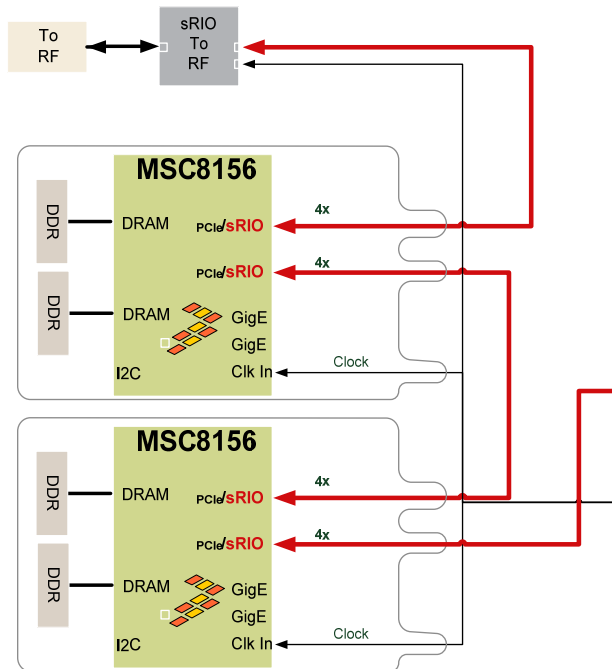 To
RF
sRIO
To
RF
MSC8156
DDR
DRAM
PCIe/sRIO
4x
PCIe/sRIO
4x
DDR
DRAM
GigE
GigE
I2C
Clk In
Clock
MSC8156
DDR
DRAM
PCIe/sRIO
4x
PCIe/sRIO
4x
DDR
DRAM
GigE
GigE
I2C
Clk In
Clock